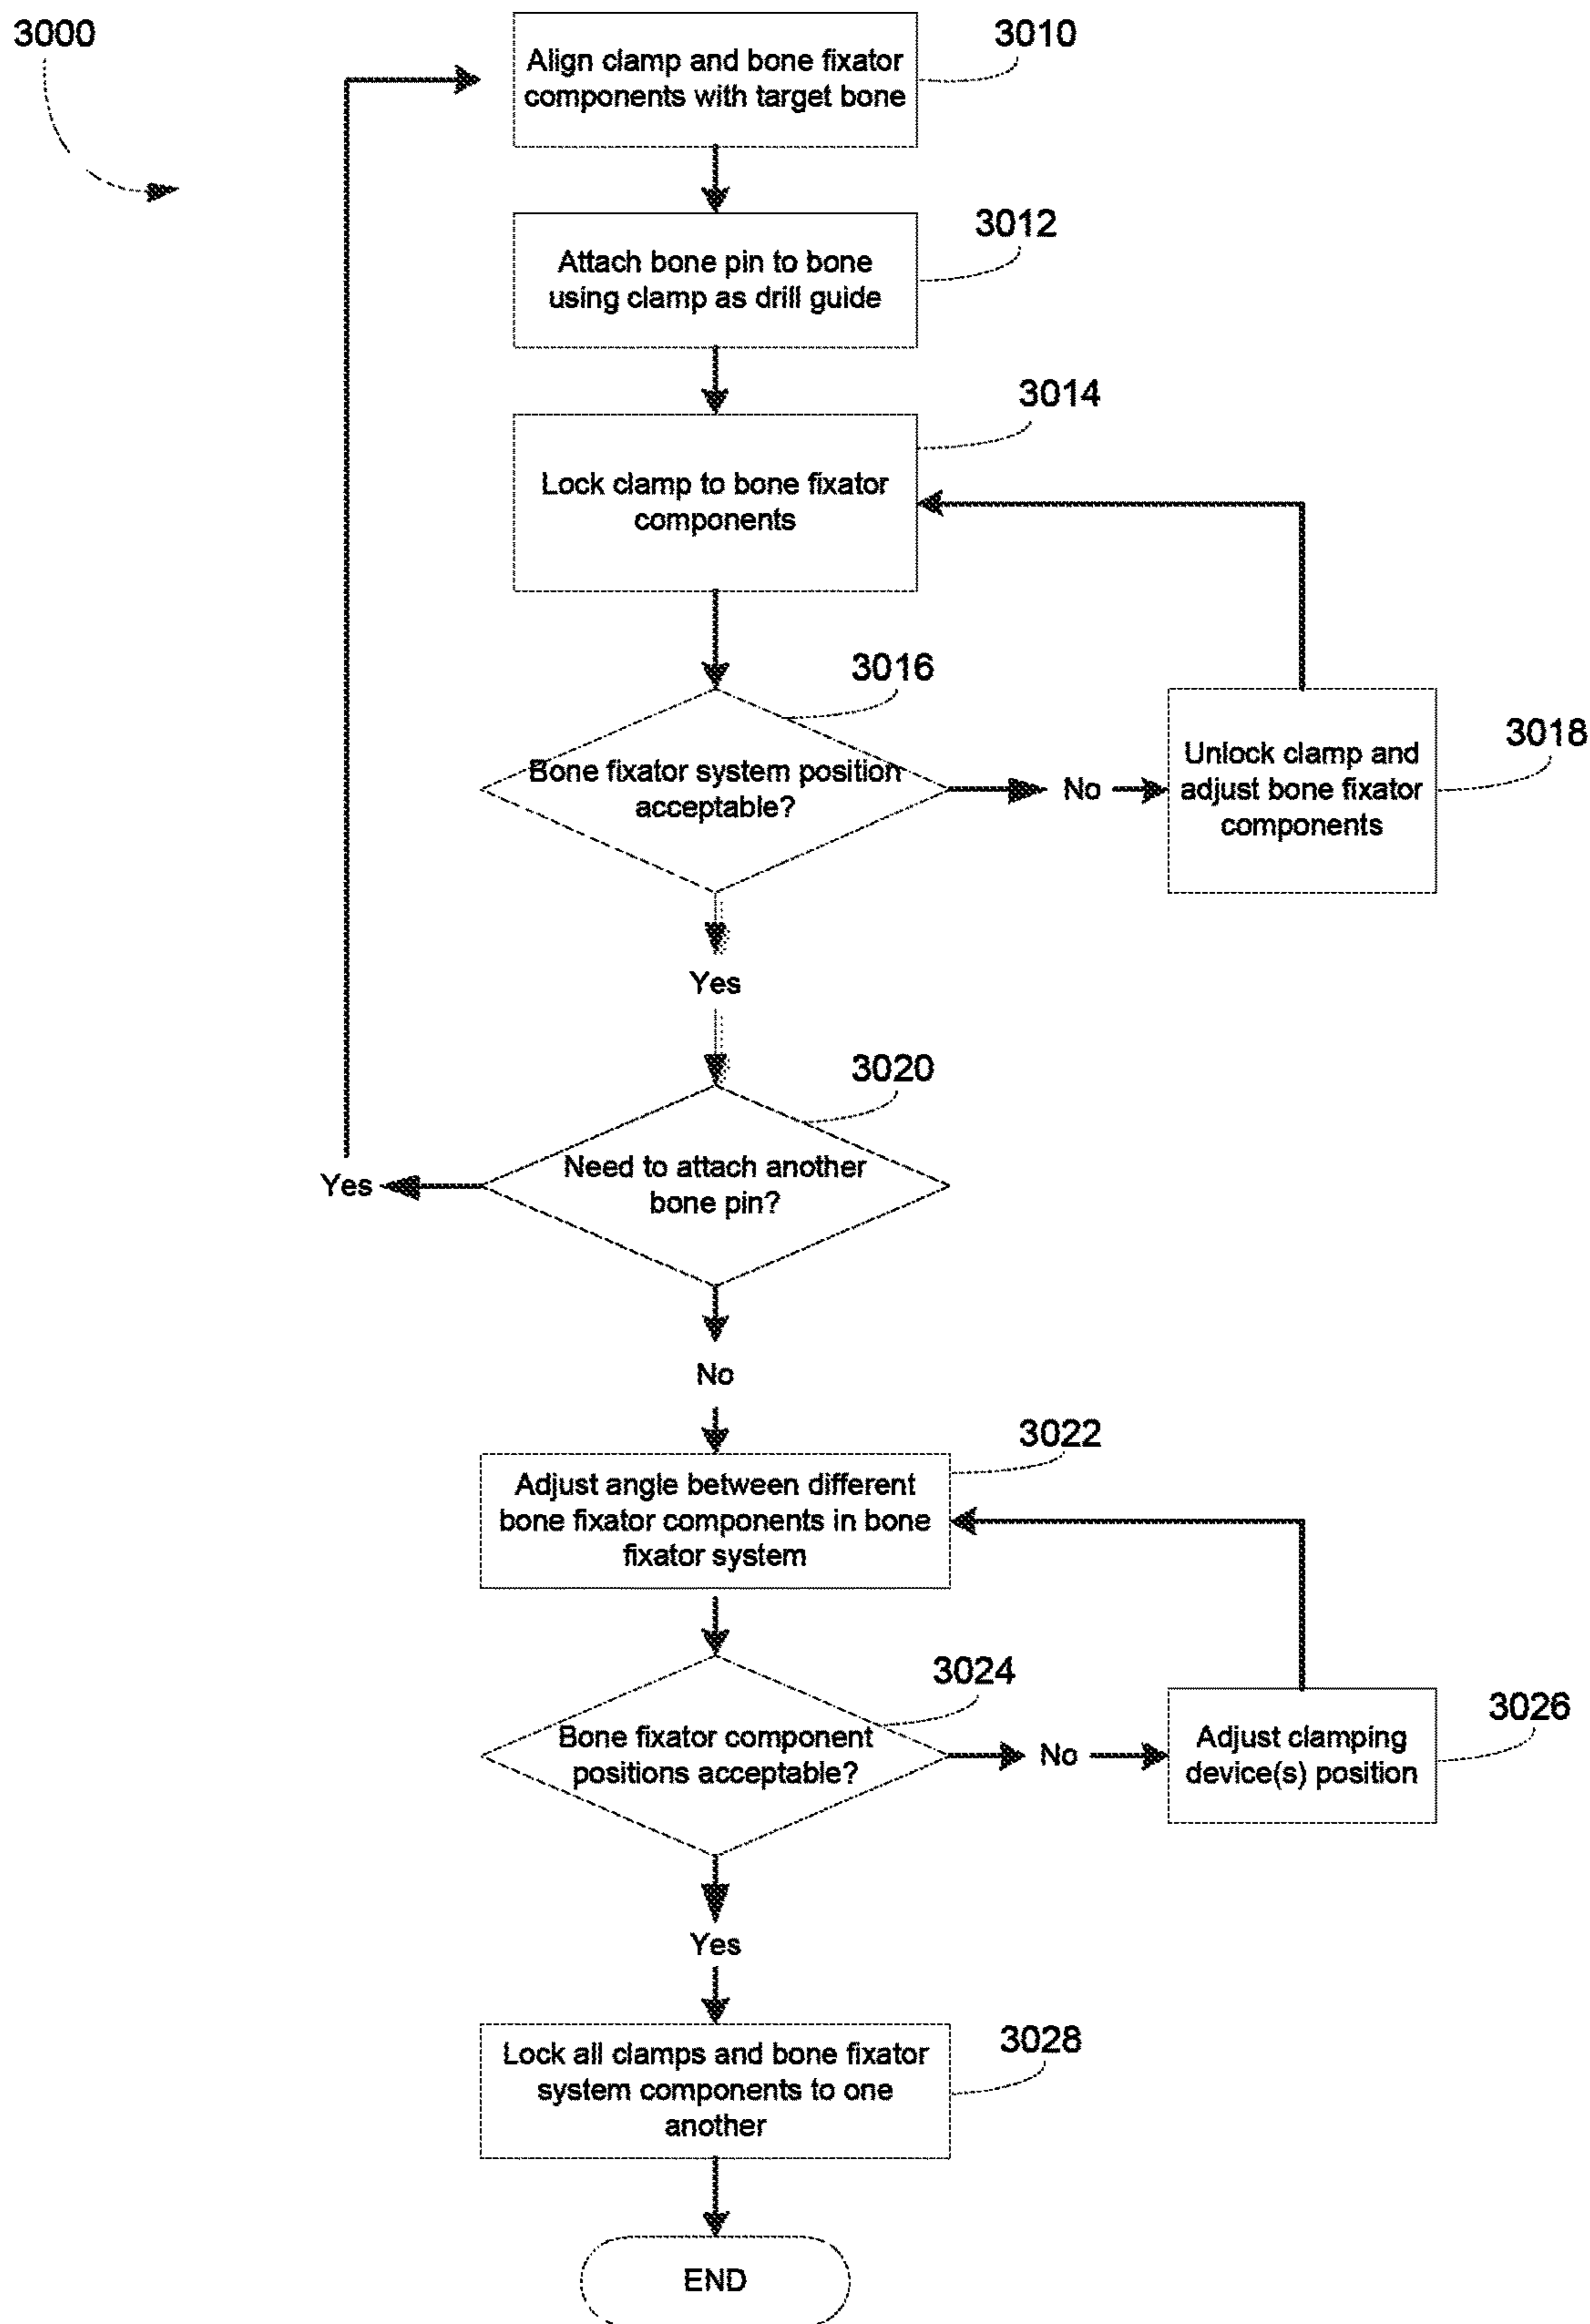 3000
3010
Align clamp and bone fixator
components with target bone
3012
Attach bone pin to bone
using clamp as drill guide
3014
Lock clamp to bone fixator
components
3016
Bone fixator system position
acceptable?
No
3018
Unlock clamp and
adjust bone fixator
components
Yes
3020
Need to attach another
bone pin?
Yes
No
3022
Adjust angle between different
bone fixator components in bone
fixator system
3024
Bone fixator component
positions acceptable?
No
3026
Adjust clamping
device(s) position
Yes
3028
Lock all clamps and bone fixator
system components to one
another
END